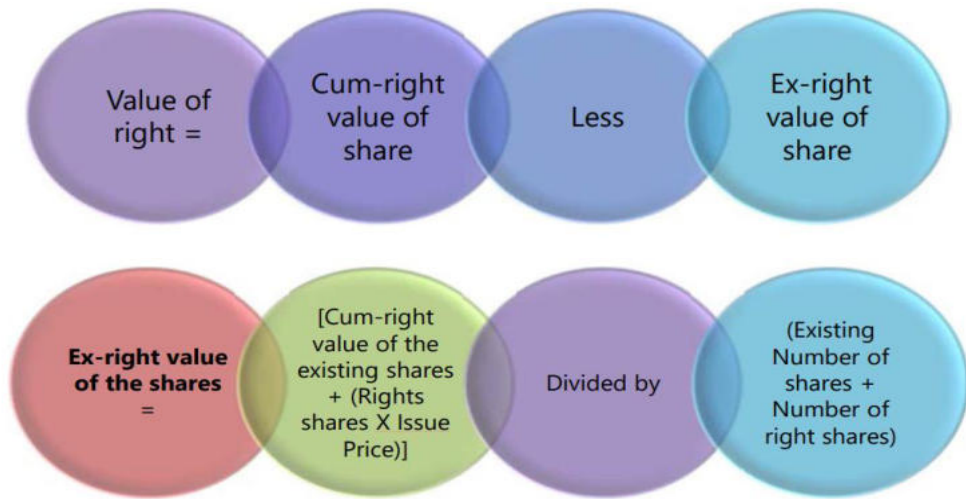 Value of
right =
Cum-right
value of
share
Less
Ex-right
value of
share
Ex-right value
of the shares
=
[Cum-right
value of the
existing shares
+ (Rights
shares X Issue
Price)]
Divided by
(Existing
Number of
shares +
Number of
right shares)